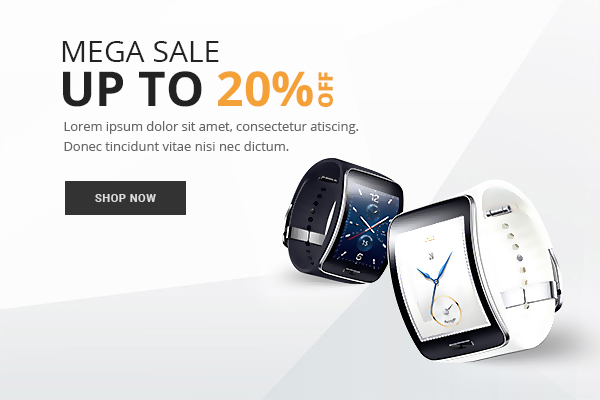 MEGA SALE
UP TO 20% OFF
Lorem ipsum dolor sit amet, consectetur atiscing.
Donec tincidunt vitae nisi nec dictum.
SHOP NOW
12